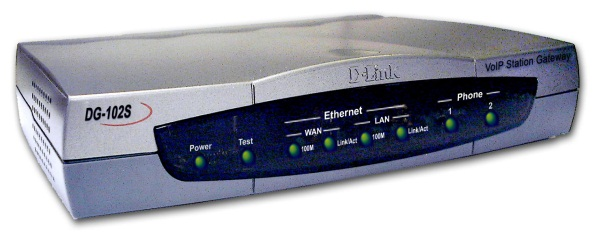 D-Link
VoIP Station Gateway
DG-102S
Ethernet
Phone
WAN
LAN
1
2
Power
Test
100M
Link/Act
100M
Link/Act